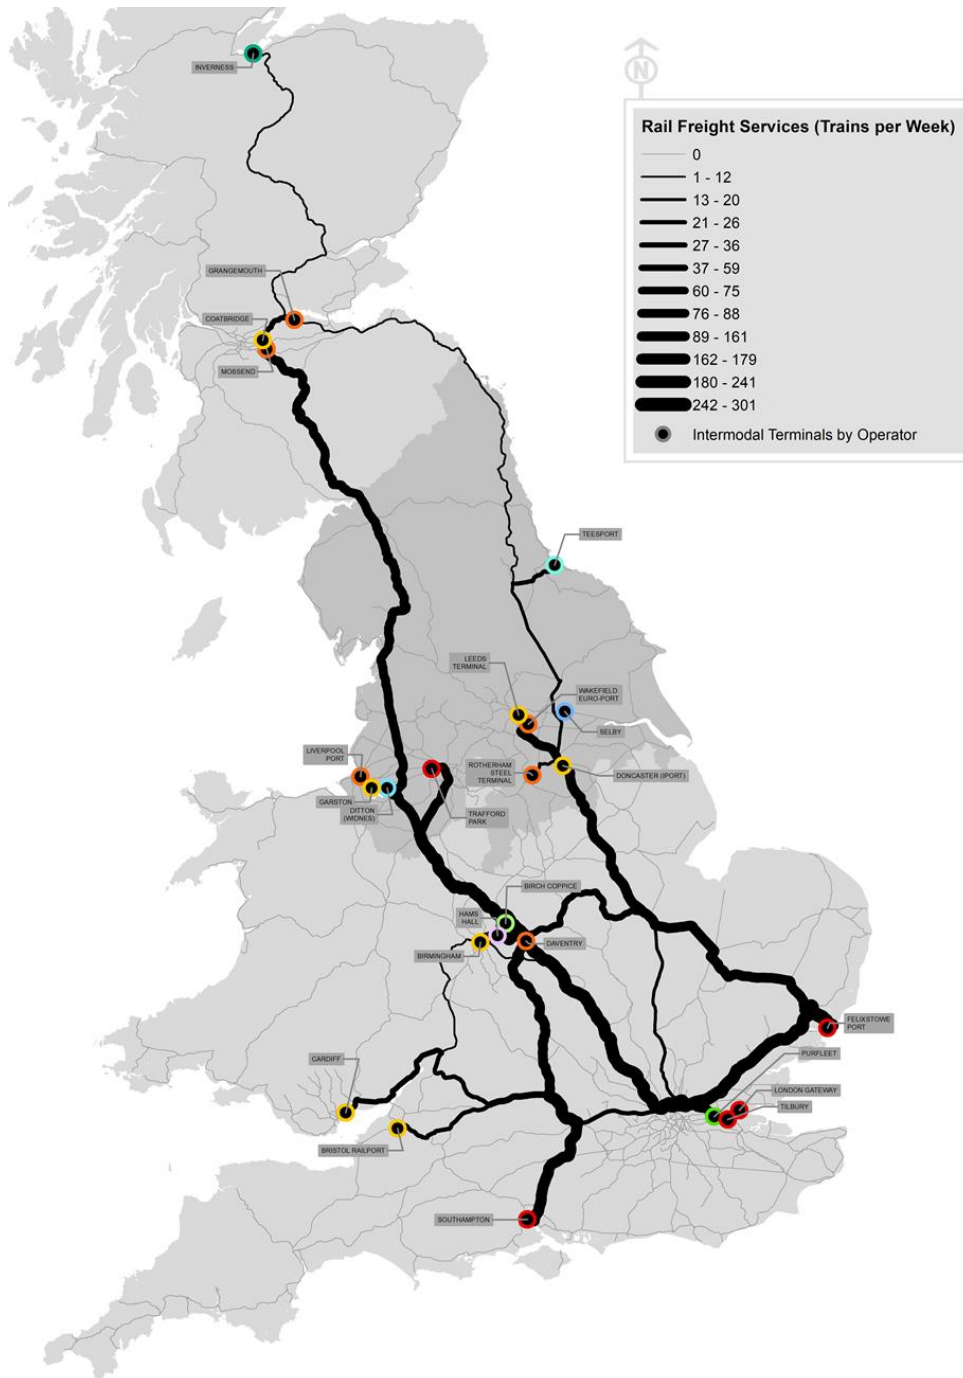 INVERNESS
N
Rail Freight Services (Trains per Week)
0
1 - 12
13 - 20
21 - 26
27 - 36
37 - 59
60 - 75
76 - 88
89 - 161
162 - 179
180 - 241
242 - 301
Intermodal Terminals by Operator
GRANGEMOUTH
COATBRIDGE
MOSSEND
TEESPORT
LEEDS
TERMINAL
WAKEFIELD
EURO-PORT
SELBY
LIVERPOOL
PORT
ROTHERHAM
STEEL
TERMINAL
DONCASTER (IPORT)
GARSTON
DITTON
(WIDNES)
TRAFFORD
PARK
BIRCH COPPICE
HAMS
HALL
BIRMINGHAM
DAVENTRY
FELIXSTOWE
PORT
PURFLEET
CARDIFF
LONDON GATEWAY
TILBURY
BRISTOL RAILPORT
SOUTHAMPTON